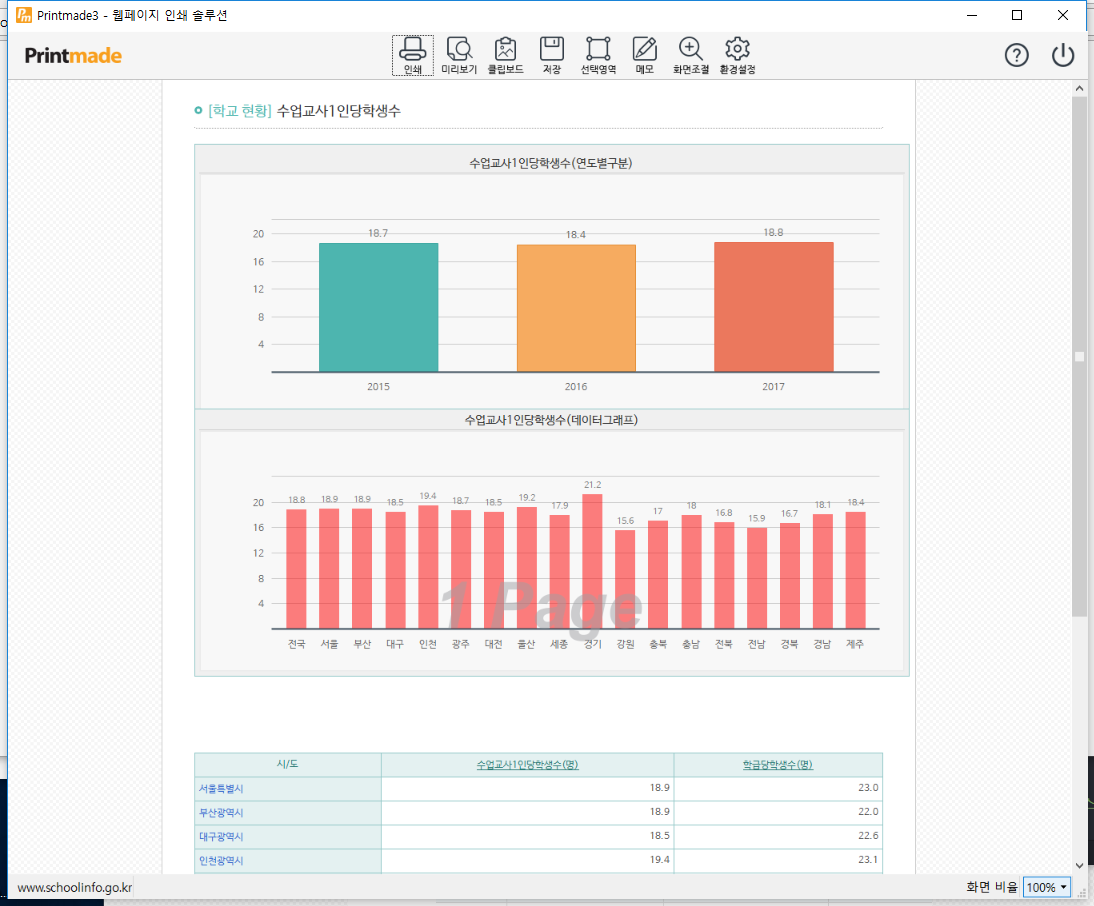 Printmade3 - 웹페이지 인쇄 솔루션
Printmade
인쇄 미리보기 클립보드 저장 선택영역 메모 화면조절 환경설정
[학교 현황] 수업교사1인당학생수
수업교사1인당학생수(연도별구분)
20
16
12
8
4
18.7 18.4 18.8
2015 2016 2017
수업교사1인당학생수(데이터그래프)
20
16
12
8
4
18.8 18.9 18.9 18.5 19.4 18.7 18.5 19.2 17.9 21.2 15.6 17 18 16.8 15.9 16.7 18.1 18.4
1 Page
전국 서울 부산 대구 인천 광주 대전 울산 세종 경기 강원 충북 충남 전북 전남 경북 경남 제주
시/도 수업교사1인당학생수(명) 학급당학생수(명)
서울특별시 18.9 23.0
부산광역시 18.9 22.0
대구광역시 18.5 22.6
인천광역시 19.4 23.1
www.schoolinfo.go.kr 화면 비율 100%